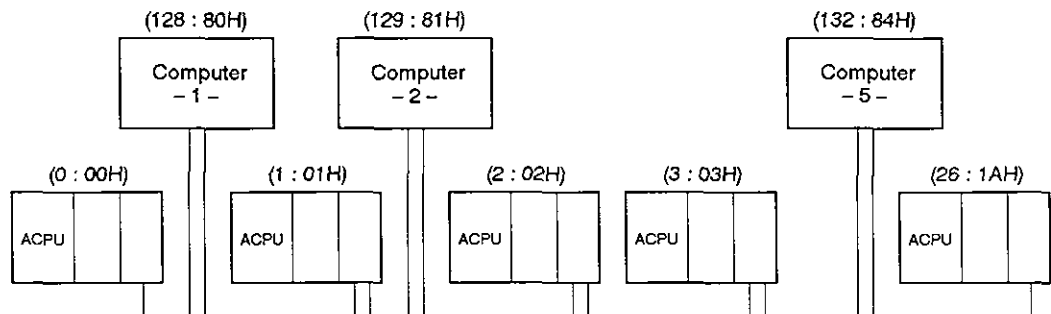 (128 : 80H) (129 : 81H) (132 : 84H)
Computer Computer Computer
– 1 – – 2 – – 5 –
(0 : 00H) (1 : 01H) (2 : 02H) (3 : 03H) (26 : 1AH)
ACPU ACPU ACPU ACPU ACPU